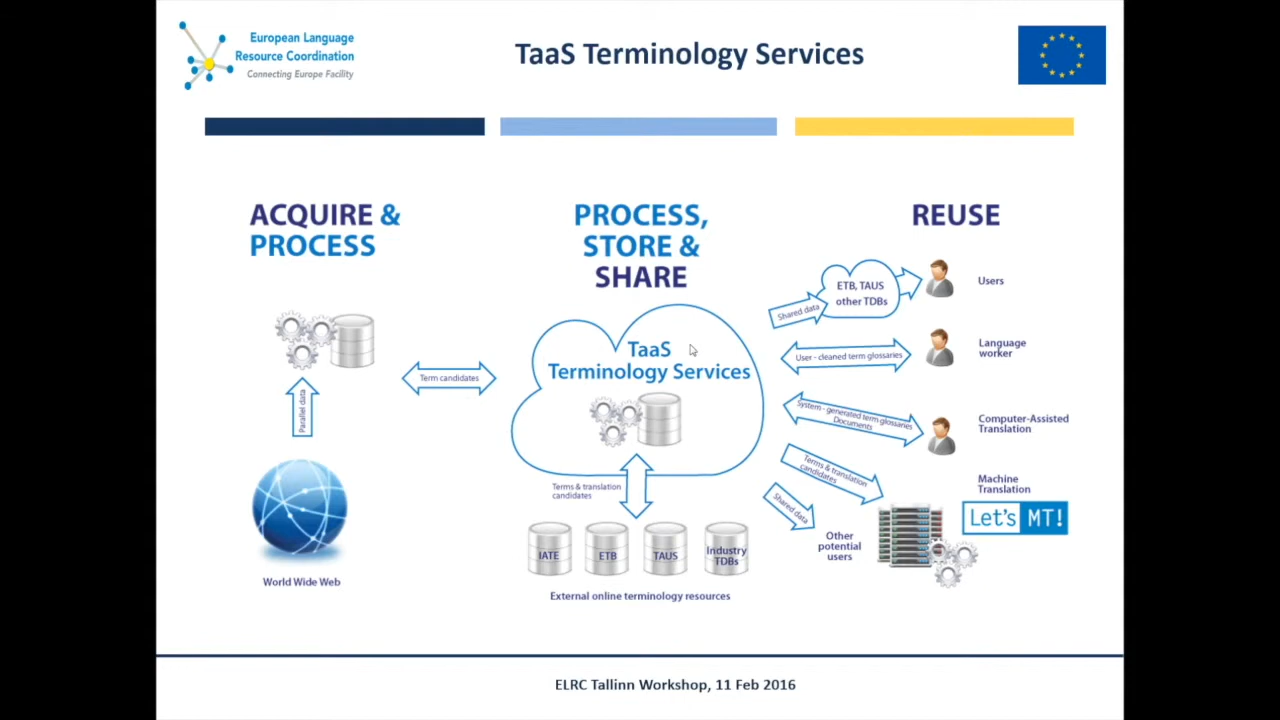 European Language
Resource Coordination
Connecting Europe Facility
TaaS Terminology Services
ACQUIRE &
PROCESS
Parallel data
World Wide Web
Term candidates
PROCESS,
STORE &
SHARE
TaaS
Terminology Services
Terms & translation
candidates
IATE
ETB
TAUS
Industry
TDBs
External online terminology resources
REUSE
Shared data
ETB, TAUS
other TDBs
Users
User - cleaned term glossaries
Language
worker
System - generated term glossaries
Documents
Computer-Assisted
Translation
Terms & translation
candidates
Machine
Translation
Let's MT!
Shared data
Other
potential
users
ELRC Tallinn Workshop, 11 Feb 2016